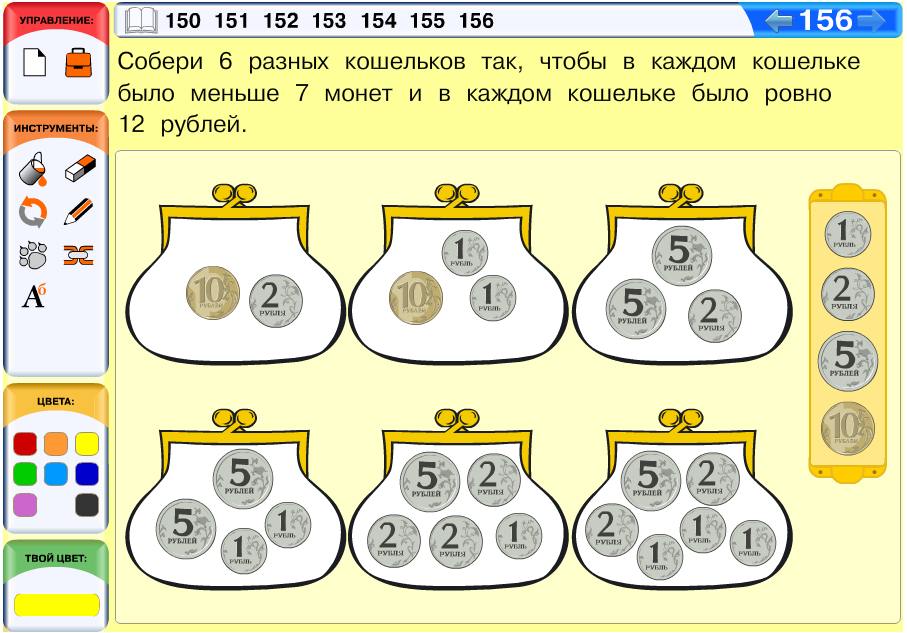 УПРАВЛЕНИЕ:
150 151 152 153 154 155 156
156
Собери 6 разных кошельков так, чтобы в каждом кошельке
было меньше 7 монет и в каждом кошельке было ровно
12 рублей.
ИНСТРУМЕНТЫ:
Аб
ЦВЕТА:
ТВОЙ ЦВЕТ:
10 РУБЛЕЙ
2 РУБЛЯ
1 РУБЛЬ
10 РУБЛЕЙ
1 РУБЛЬ
5 РУБЛЕЙ
5 РУБЛЕЙ
2 РУБЛЯ
5 РУБЛЕЙ
5 РУБЛЕЙ
1 РУБЛЬ
1 РУБЛЬ
5 РУБЛЕЙ
2 РУБЛЯ
2 РУБЛЯ
2 РУБЛЯ
1 РУБЛЬ
5 РУБЛЕЙ
2 РУБЛЯ
2 РУБЛЯ
1 РУБЛЬ
1 РУБЛЬ
1 РУБЛЬ
1 РУБЛЬ
2 РУБЛЯ
5 РУБЛЕЙ
10 РУБЛЕЙ